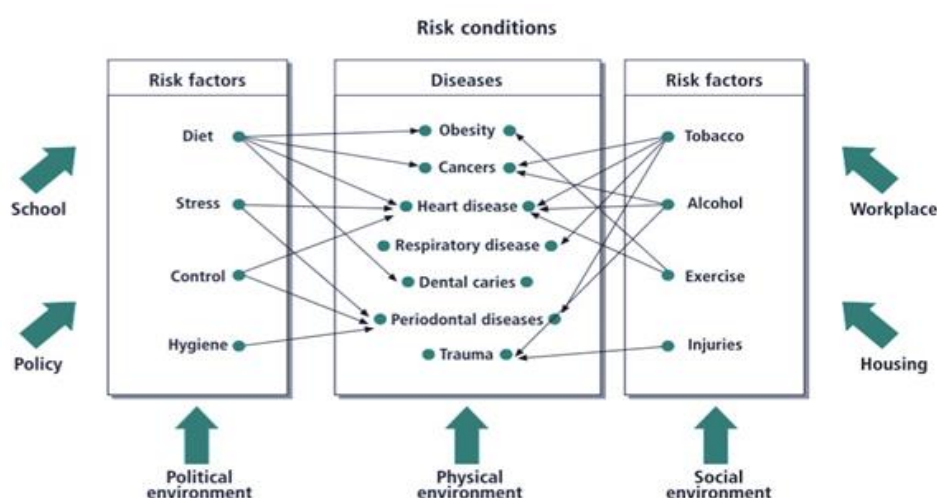 Risk conditions
Risk factors
Diseases
Risk factors
Diet
Obesity
Tobacco
Cancers
Stress
Heart disease
Alcohol
School
Workplace
Respiratory disease
Control
Dental caries
Exercise
Periodontal diseases
Hygiene
Trauma
Injuries
Policy
Housing
Political
environment
Physical
environment
Social
environment